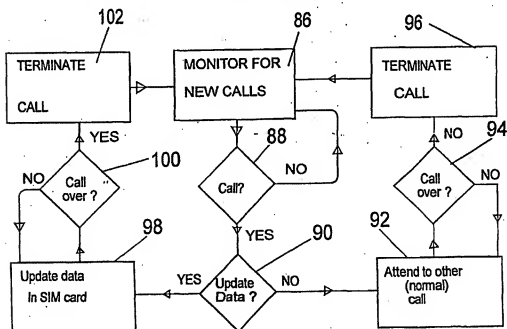 102
86
96
TERMINATE
CALL
MONITOR FOR
NEW CALLS
TERMINATE
CALL
YES
100
88
NO
94
NO
Call
over ?
Call?
NO
Call
over ?
NO
98
YES
90
92
Update data
In SIM card
YES
Update
Data ?
NO
Attend to other
(normal)
call